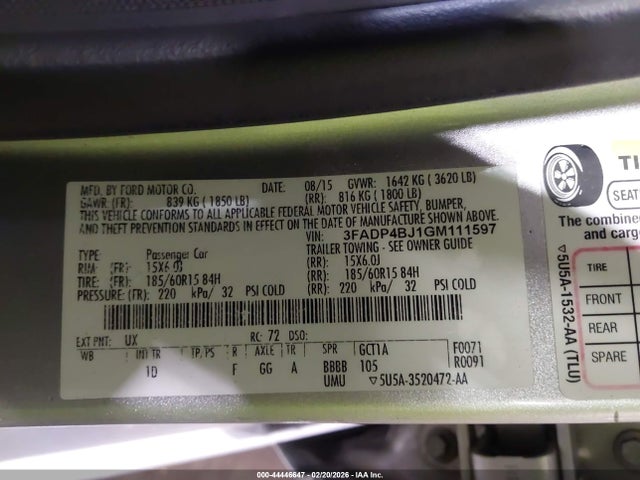 MFD. BY FORD MOTOR CO. DATE: 08/15 GVWR: 1642 KG ( 3620 LB)
GAWR: (FR): 839 KG ( 1850 LB) (RR): 816 KG ( 1800 LB)
THIS VEHICLE CONFORMS TO ALL APPLICABLE FEDERAL MOTOR VEHICLE SAFETY, BUMPER,
AND THEFT PREVENTION STANDARDS IN EFFECT ON THE DATE OF MANUFACTURE SHOWN ABOVE.
VIN: 3FADP4BJ1GM111597
TYPE: Passenger Car TRAILER TOWING - SEE OWNER GUIDE
RIM: (FR): 15X6.0J (RR): 15X6.0J
TIRE: (FR): 185/60R15 84H (RR): 185/60R15 84H
PRESSURE: (FR): 220 kPa/ 32 PSI COLD (RR): 220 kPa/ 32 PSI COLD
EXT PNT: UX RC: 72 DSO:
WB INT TR TP/PS R AXLE TR SPR GCT1A F0071
1D F GG A BBBB 105 R0091
UMU ▽5U5A-3520472-AA
TI
SEATI
The combine
and cargo
TIRE
FRONT
REAR
SPARE
▽5U5A-1532-AA (TLU)
000-44446647 - 02/20/2026 - IAA Inc.